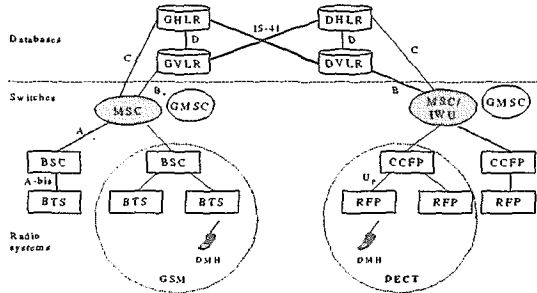 GHLR IS-41 DHLR
Databases C D D C
GVLR DVLR
B B
Switches MSC GMSC MSC/ GMSC
IWU
A
BSC BSC CCFP CCFP
A-bis
BTS BTS BTS RFP RFP RFP
Radio
systems DMH DMH
GSM DECT